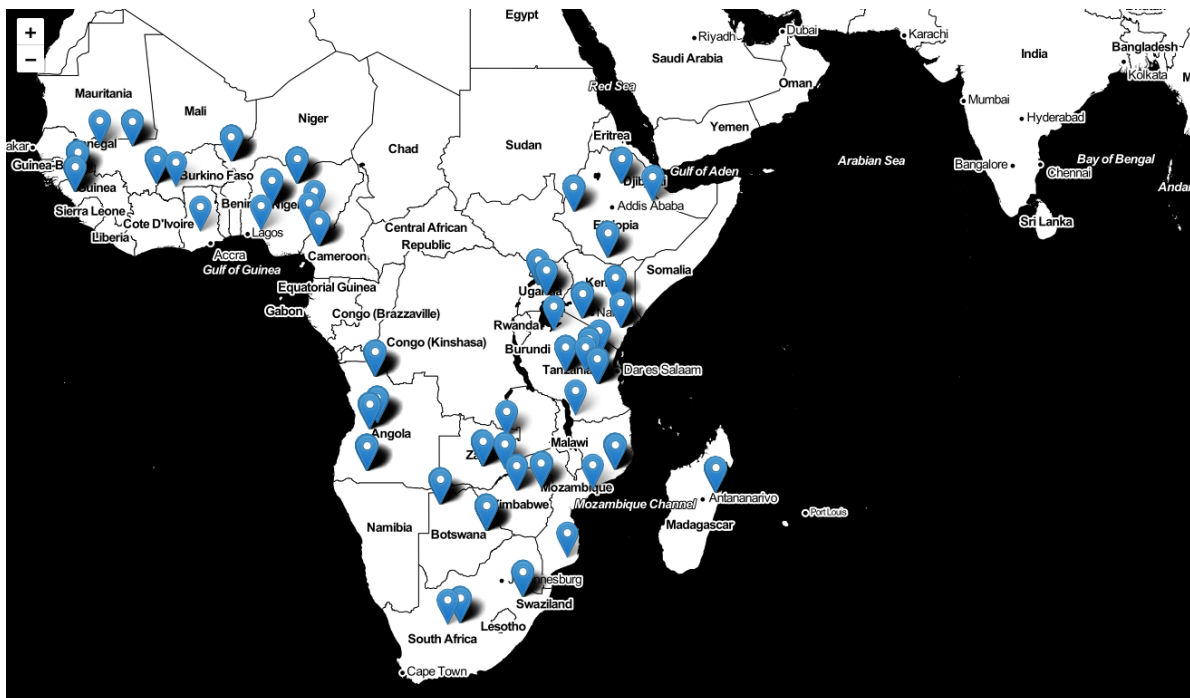 +
−
Egypt
Riyadh
Dubai
Karachi
Saudi Arabia
India
Bangladesh
Kolkata
Oman
Red Sea
Mauritania
Mali
Niger
Mumbai
Hyderabad
Yemen
Eritrea
Chad
Sudan
Arabian Sea
Bay of Bengal
Bangalore
Chennai
Gulf of Aden
Burkino Faso
Addis Ababa
Sierra Leone
Cote D'Ivoire
Lagos
Liberia
Accra
Central African
Republic
Cameroon
Gulf of Guinea
Sri Lanka
Somalia
Equatorial Guinea
Gabon
Congo (Brazzaville)
Rwanda
Congo (Kinshasa)
Burundi
Dar es Salaam
Angola
Malawi
Mozambique
Antananarivo
Mozambique Channel
Port Louis
Madagascar
Namibia
Botswana
Swaziland
Lesotho
South Africa
Cape Town